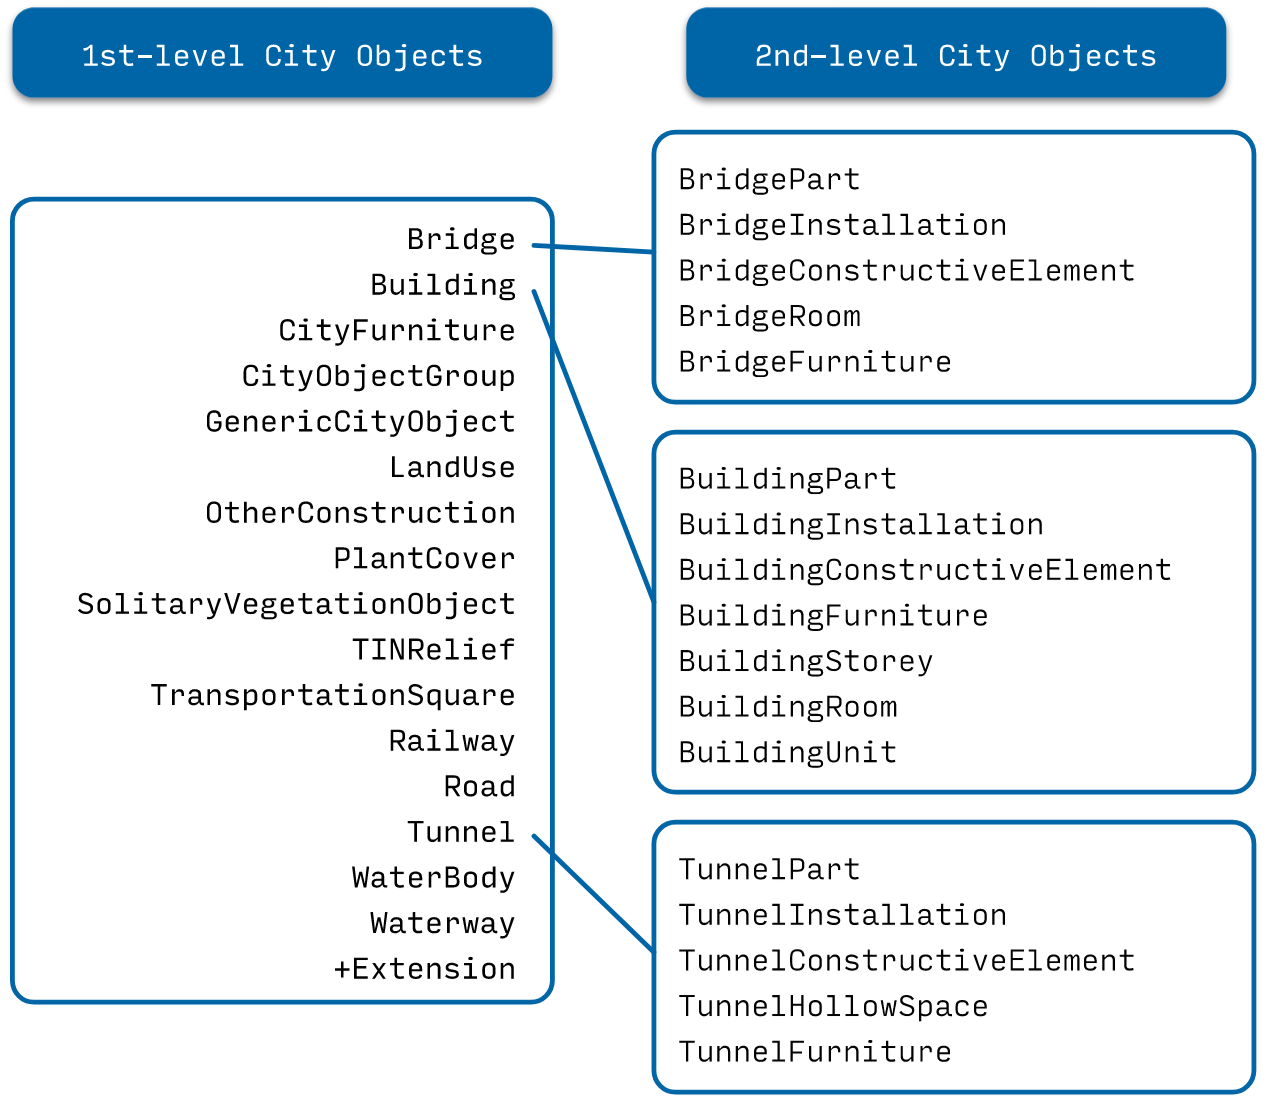 1st-level City Objects
Bridge
Building
CityFurniture
CityObjectGroup
GenericCityObject
LandUse
OtherConstruction
PlantCover
SolitaryVegetationObject
TINRelief
TransportationSquare
Railway
Road
Tunnel
WaterBody
Waterway
+Extension
2nd-level City Objects
BridgePart
BridgeInstallation
BridgeConstructiveElement
BridgeRoom
BridgeFurniture
BuildingPart
BuildingInstallation
BuildingConstructiveElement
BuildingFurniture
BuildingStorey
BuildingRoom
BuildingUnit
TunnelPart
TunnelInstallation
TunnelConstructiveElement
TunnelHollowSpace
TunnelFurniture